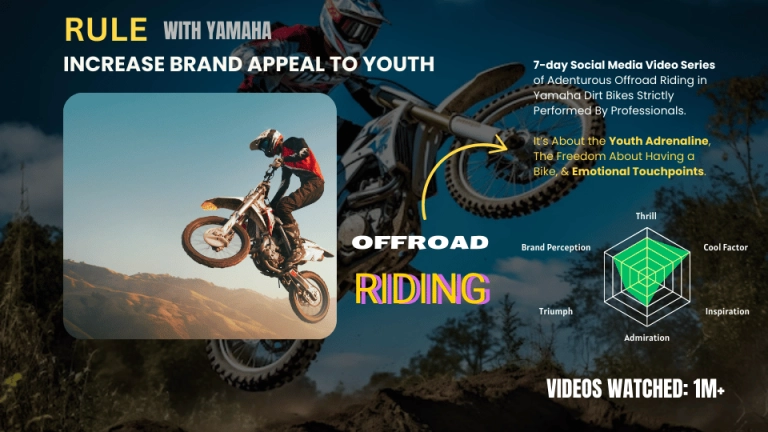 RULE WITH YAMAHA
INCREASE BRAND APPEAL TO YOUTH
7-day Social Media Video Series
of Adenturous Offroad Riding in
Yamaha Dirt Bikes Strictly
Performed By Professionals.
It's About the Youth Adrenaline,
The Freedom About Having a
Bike, & Emotional Touchpoints.
OFFROAD
RIDING
Thrill
Brand Perception
Cool Factor
Triumph
Inspiration
Admiration
VIDEOS WATCHED: 1M+